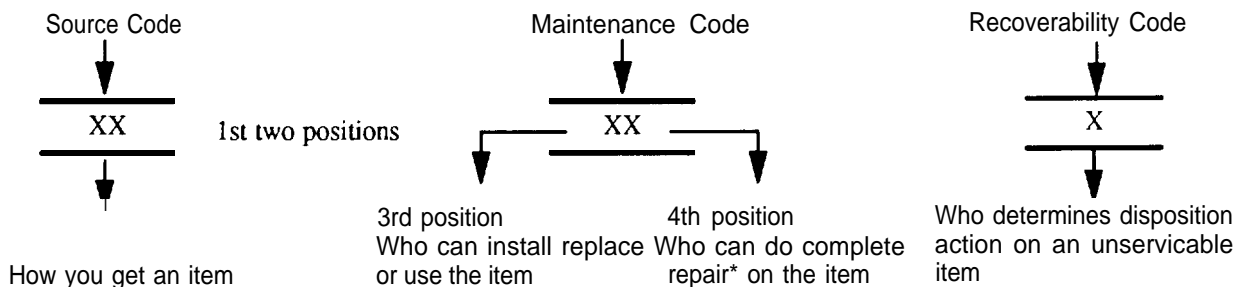 Source Code
Maintenance Code
Recoverability Code
XX
1st two positions
XX
X
3rd position
Who can install replace
or use the item
4th position
Who can do complete
repair* on the item
Who determines disposition
action on an unservicable
item
How you get an item